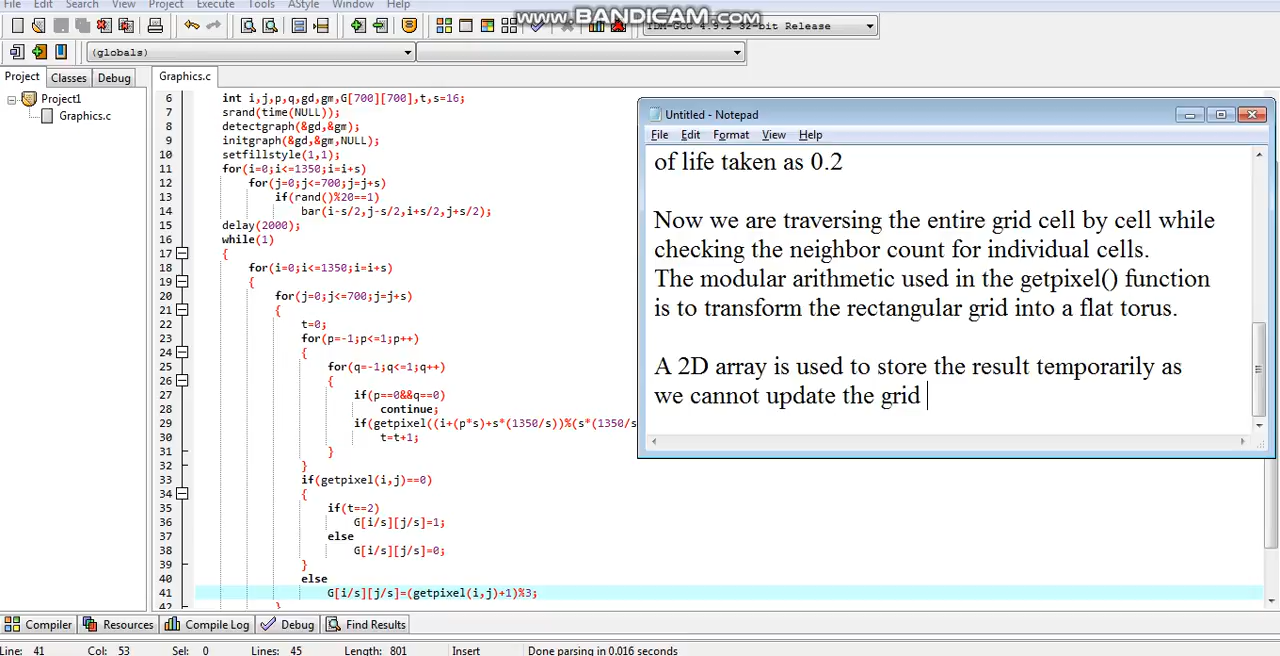 File Edit Search View Project Execute Tools AStyle Window Help
www.BANDICAM.com
TDM-GCC 4.9.2 32-bit Release
(globals)
Project Classes Debug
Graphics.c
Project1
Graphics.c
6 int i,j,p,q,gd,gm,G[700][700],t,s=16;
7 srand(time(NULL));
8 detectgraph(&gd,&gm);
9 initgraph(&gd,&gm,NULL);
10 setfillstyle(1,1);
11 for(i=0;i<=1350;i=i+s)
12 for(j=0;j<=700;j=j+s)
13 if(rand()%20==1)
14 bar(i-s/2,j-s/2,i+s/2,j+s/2);
15 delay(2000);
16 while(1)
17 {
18 for(i=0;i<=1350;i=i+s)
19 {
20 for(j=0;j<=700;j=j+s)
21 {
22 t=0;
23 for(p=-1;p<=1;p++)
24 {
25 for(q=-1;q<=1;q++)
26 {
27 if(p==0&&q==0)
28 continue;
29 if(getpixel((i+(p*s)+s*(1350/s))%(s*(1350/s
30 t=t+1;
31 }
32 }
33 if(getpixel(i,j)==0)
34 {
35 if(t==2)
36 G[i/s][j/s]=1;
37 else
38 G[i/s][j/s]=0;
39 }
40 else
41 G[i/s][j/s]=(getpixel(i,j)+1)%3;
42 }
Untitled - Notepad
File Edit Format View Help
of life taken as 0.2
Now we are traversing the entire grid cell by cell while
checking the neighbor count for individual cells.
The modular arithmetic used in the getpixel() function
is to transform the rectangular grid into a flat torus.
A 2D array is used to store the result temporarily as
we cannot update the grid
Compiler Resources Compile Log Debug Find Results
Line: 41 Col: 53 Sel: 0 Lines: 45 Length: 801 Insert Done parsing in 0.016 seconds